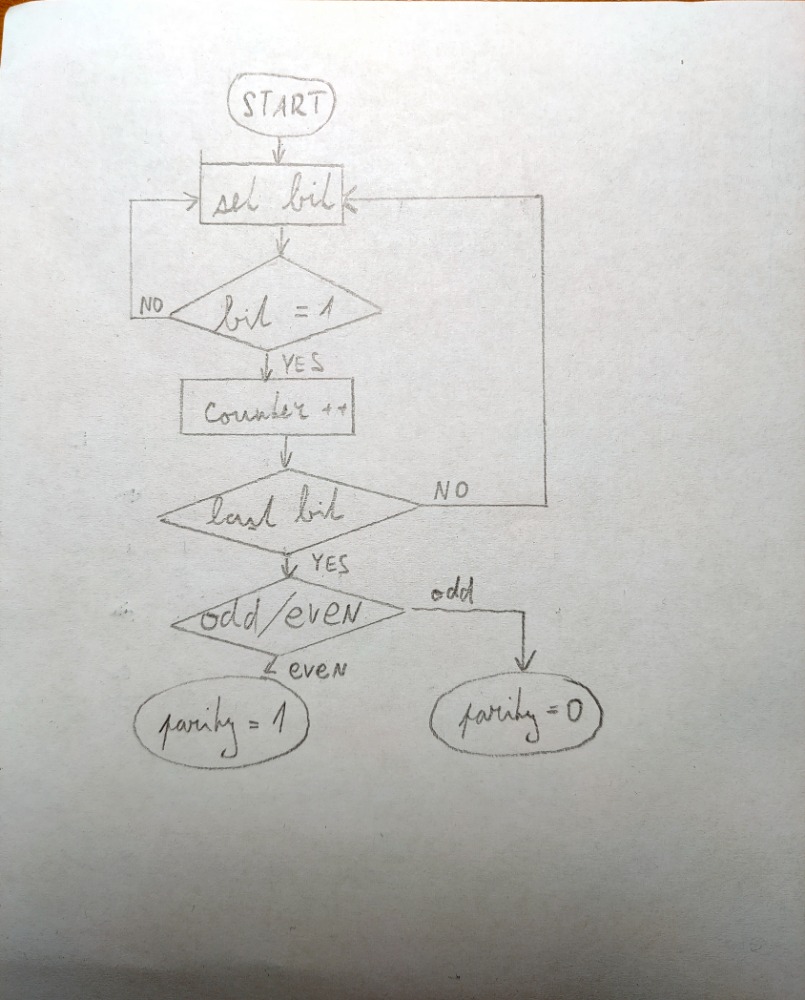 START
set bit
bit = 1
NO
YES
counter ++
last bit
NO
YES
odd/even
odd
even
parity = 1
parity = 0